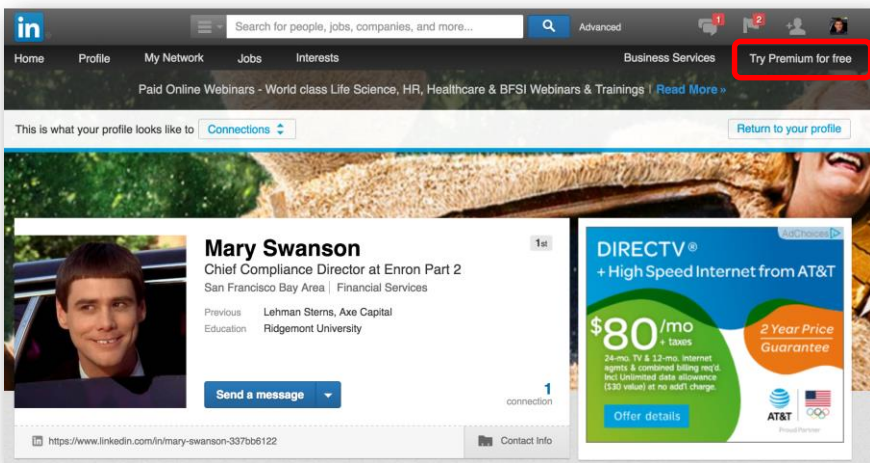 in
Search for people, jobs, companies, and more...
Advanced
1
2
Home Profile My Network Jobs Interests Business Services Try Premium for free
Paid Online Webinars - World class Life Science, HR, Healthcare & BFSI Webinars & Trainings | Read More »
This is what your profile looks like to Connections Return to your profile
Mary Swanson
1st
Chief Compliance Director at Enron Part 2
San Francisco Bay Area | Financial Services
Previous Lehman Sterns, Axe Capital
Education Ridgemont University
Send a message
1
connection
in https://www.linkedin.com/in/mary-swanson-337bb6122
Contact Info
AdChoices
DIRECTV®
+ High Speed Internet from AT&T
$80/mo
+ taxes
24-mo. TV & 12-mo. Internet
agmts & combined billing req'd.
Incl Unlimited data allowance
($30 value) at no add'l charge.
2 Year Price
Guarantee
Offer details
AT&T
Proud Partner